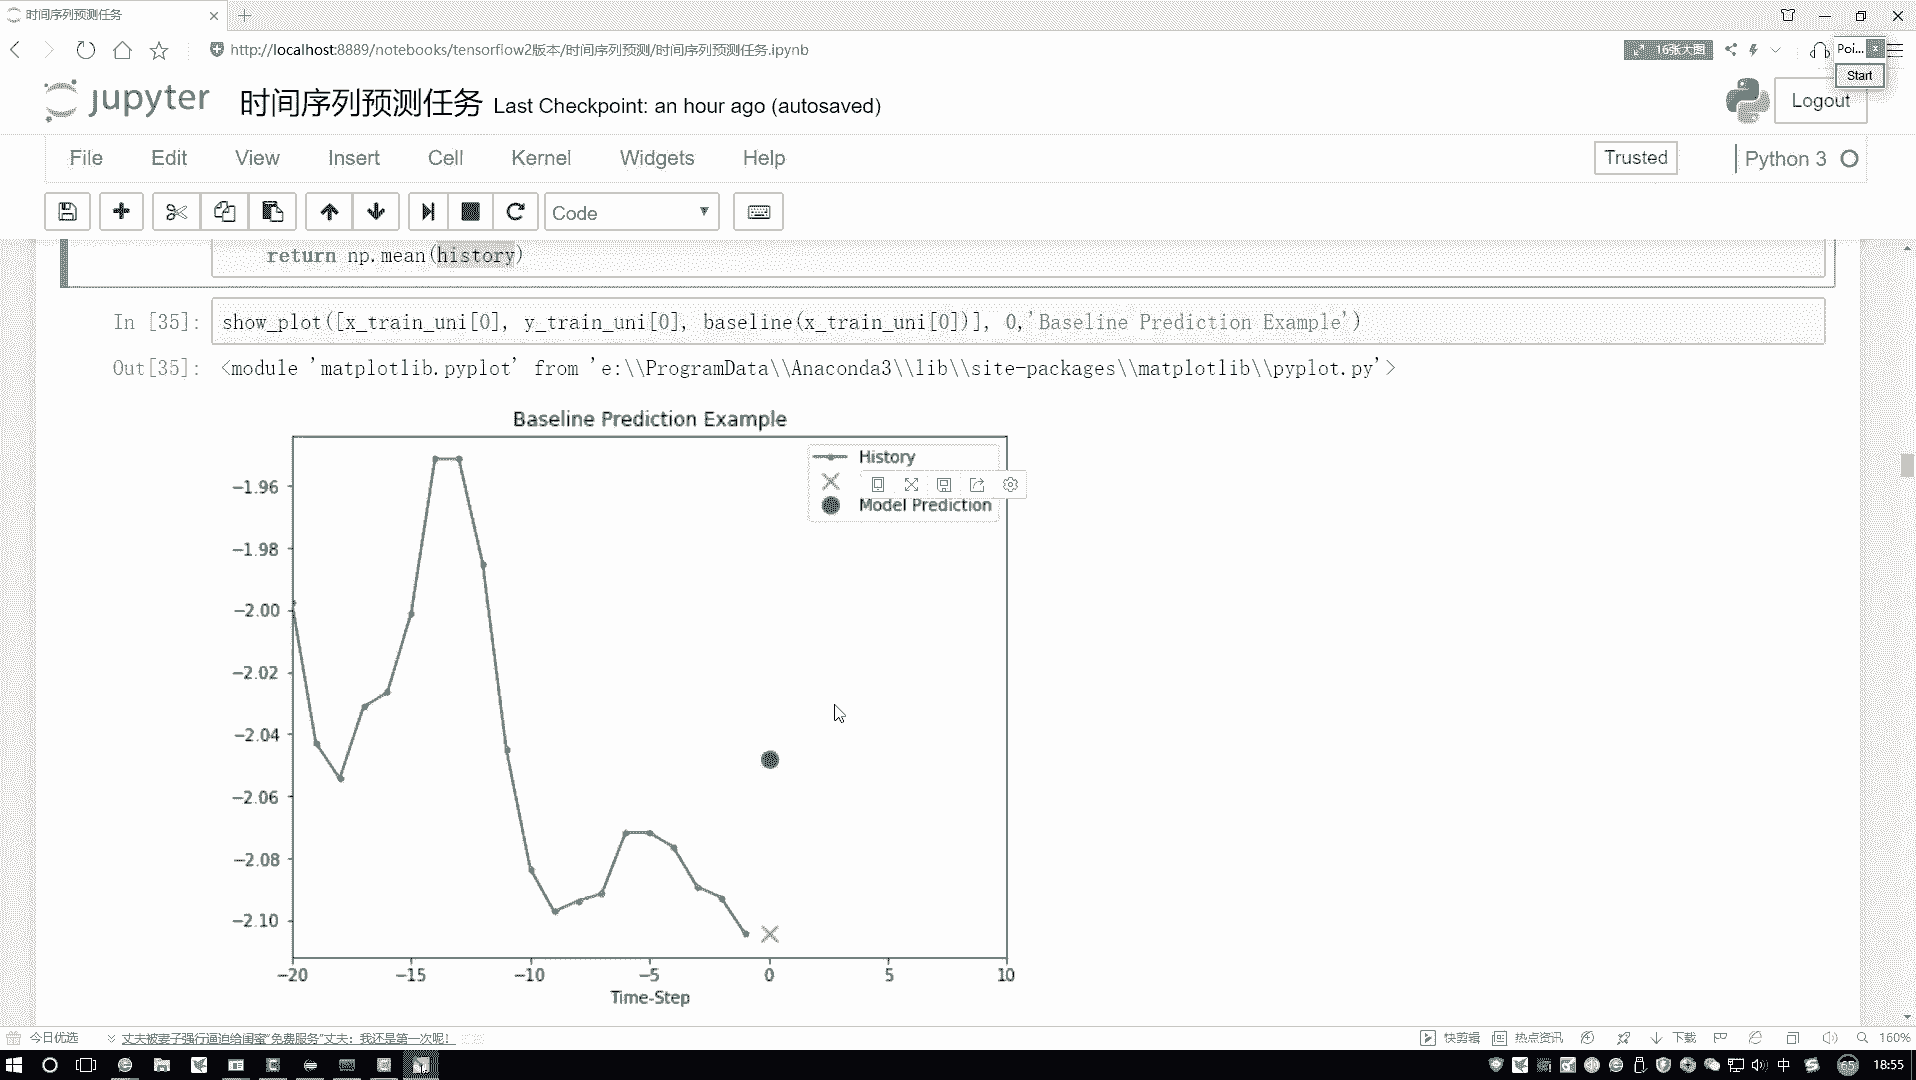 时间序列预测任务
http://localhost:8889/notebooks/tensorflow2版本/时间序列预测/时间序列预测任务.ipynb
16张大图
Poi...
Start
jupyter 时间序列预测任务 Last Checkpoint: an hour ago (autosaved)
Logout
File Edit View Insert Cell Kernel Widgets Help
Trusted
Python 3
Code
return np.mean(history)
In [35]: show_plot([x_train_uni[0], y_train_uni[0], baseline(x_train_uni[0])], 0,'Baseline Prediction Example')
Out[35]: <module 'matplotlib.pyplot' from 'e:\\ProgramData\\Anaconda3\\lib\\site-packages\\matplotlib\\pyplot.py'>
Baseline Prediction Example
History
Model Prediction
−1.96
−1.98
−2.00
−2.02
−2.04
−2.06
−2.08
−2.10
−20 −15 −10 −5 0 5 10
Time-Step
今日优选 丈夫被妻子强行逼迫给闺蜜“免费服务”丈夫：我还是第一次呢！
快剪辑 热点资讯 下载 160%
中 65 18:55